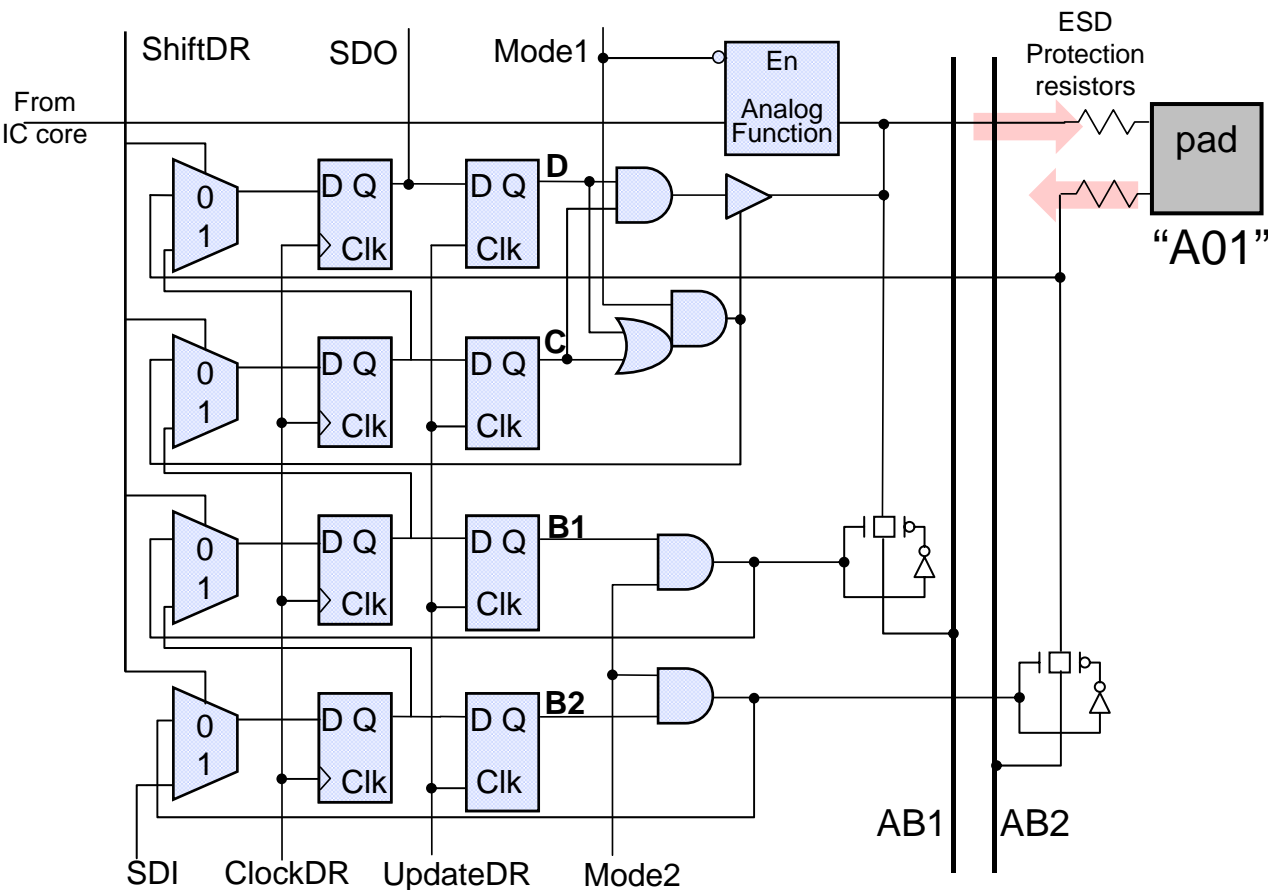 ShiftDR
SDO
Mode1
ESD
Protection
resistors
En
Analog
Function
From
IC core
pad
"A01"
0
1
D Q
Clk
D Q
Clk
D
0
1
D Q
Clk
D Q
Clk
C
0
1
D Q
Clk
D Q
Clk
B1
0
1
D Q
Clk
D Q
Clk
B2
AB1
AB2
SDI
ClockDR
UpdateDR
Mode2